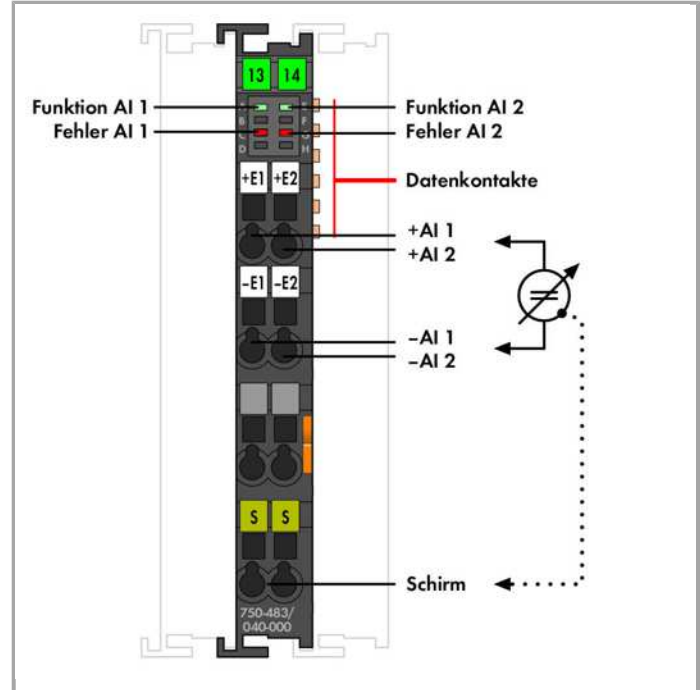 13 14
Funktion AI 1
Funktion AI 2
A E
B F
Fehler AI 1
Fehler AI 2
C G
D H
+E1 +E2
Datenkontakte
+AI 1
+AI 2
–E1 –E2
–AI 1
–AI 2
S S
Schirm
750-483/
040-000